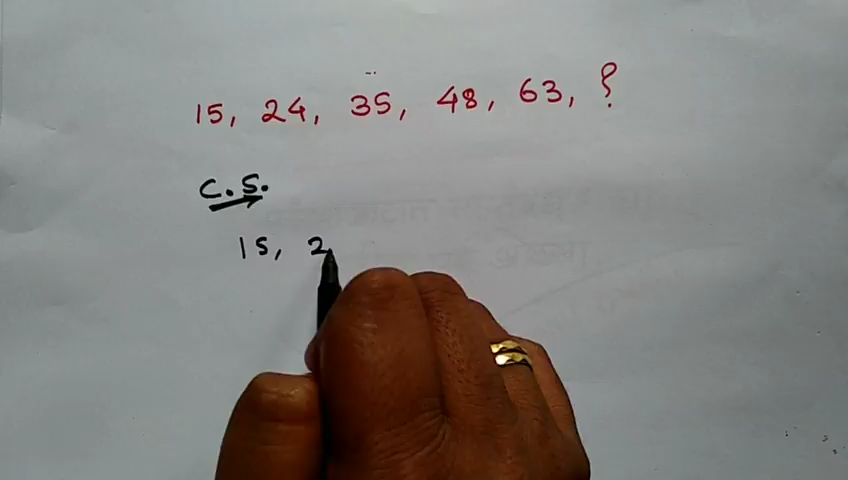 15, 24, 35, 48, 63, ?
C.S.
15, 2